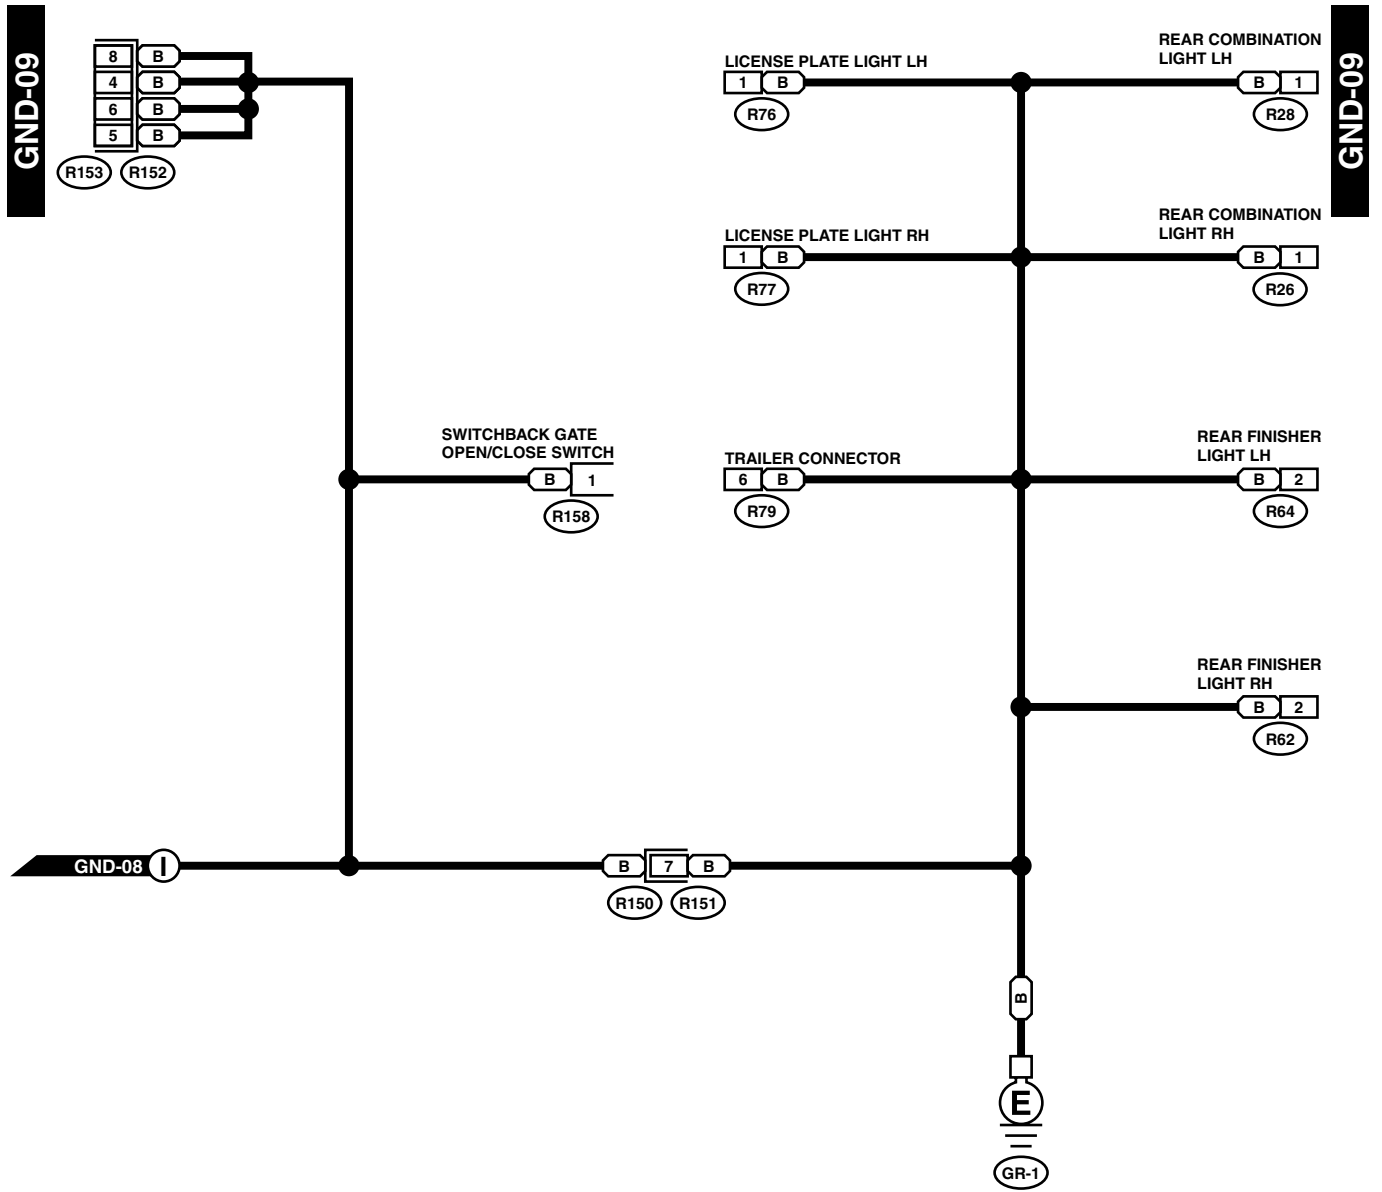 GND-09
8 B
4 B
6 B
5 B
R153 R152
LICENSE PLATE LIGHT LH
1 B
R76
REAR COMBINATION
LIGHT LH
B 1
R28
GND-09
LICENSE PLATE LIGHT RH
1 B
R77
REAR COMBINATION
LIGHT RH
B 1
R26
SWITCHBACK GATE
OPEN/CLOSE SWITCH
B 1
R158
TRAILER CONNECTOR
6 B
R79
REAR FINISHER
LIGHT LH
B 2
R64
REAR FINISHER
LIGHT RH
B 2
R62
GND-08 I
B 7 B
R150 R151
B
E
GR-1